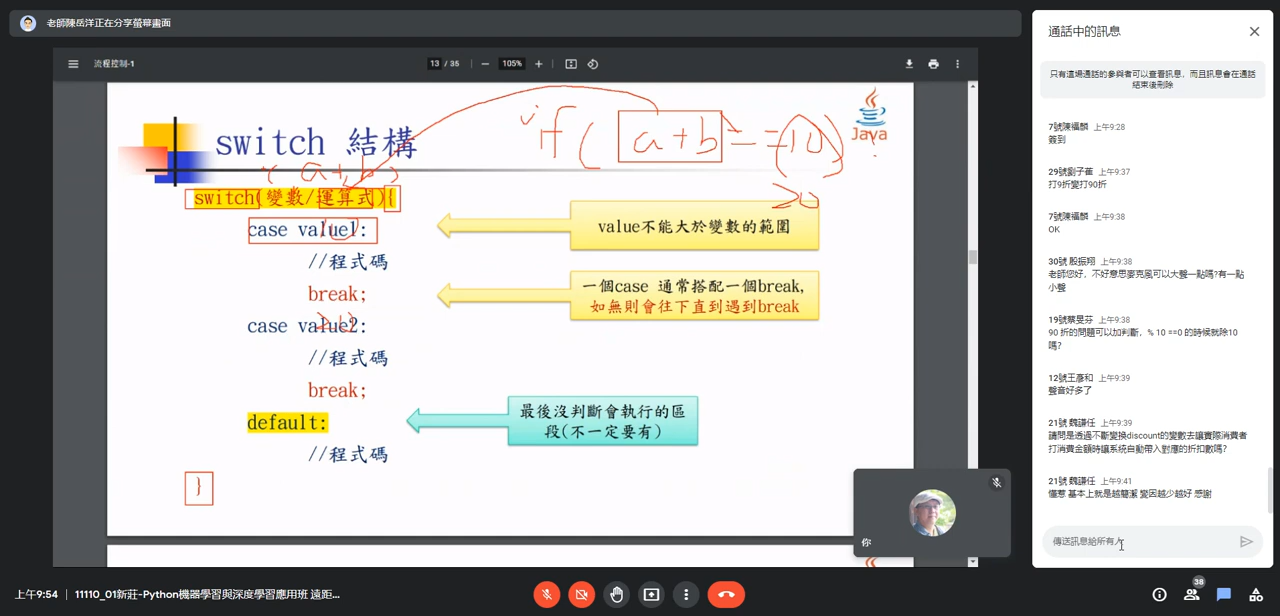 老師陳岳洋正在分享螢幕畫面
流程控制-1
13 / 35
105%
switch 結構
if ( a+b ==10)
20
Java
( a+b )
switch(變數/運算式){
case value1:
//程式碼
break;
case value2:
//程式碼
break;
default:
//程式碼
}
value不能大於變數的範圍
一個case 通常搭配一個break,
如無則會往下直到遇到break
最後沒判斷會執行的區
段(不一定要有)
你
通話中的訊息
只有這場通話的參與者可以查看訊息，而且訊息會在通話
結束後刪除
7號陳福麟 上午9:28
簽到
29號劉子萑 上午9:37
打9折變打90折
7號陳福麟 上午9:38
OK
30號 殷振翔 上午9:38
老師您好，不好意思麥克風可以大聲一點嗎?有一點
小聲
19號蔡旻芬 上午9:38
90 折的問題可以加判斷，% 10 ==0 的時候就除10
嗎?
12號王彥和 上午9:39
聲音好多了
21號 魏謙任 上午9:39
請問是透過不斷變換discount的變數去讓實際消費者
打消費金額時讓系統自動帶入對應的折扣數嗎?
21號 魏謙任 上午9:41
懂惹 基本上就是越簡潔 變因越少越好 感謝
傳送訊息給所有人
上午9:54
11110_01新莊-Python機器學習與深度學習應用班 遠距...
38